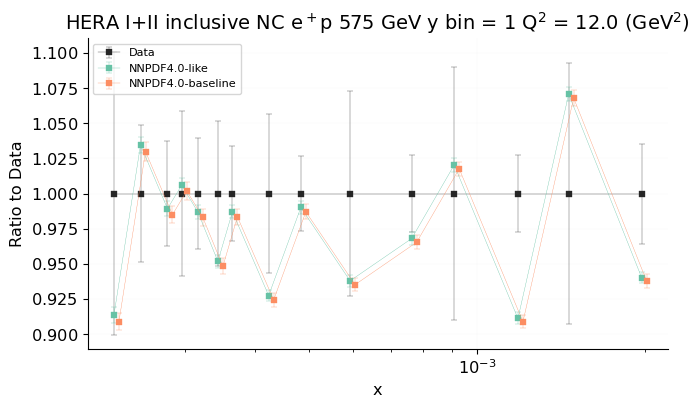 HERA I+II inclusive NC e⁺p 575 GeV y bin = 1 Q² = 12.0 (GeV²)
Data
NNPDF4.0-like
NNPDF4.0-baseline
Ratio to Data
1.100
1.075
1.050
1.025
1.000
0.975
0.950
0.925
0.900
10⁻³
x